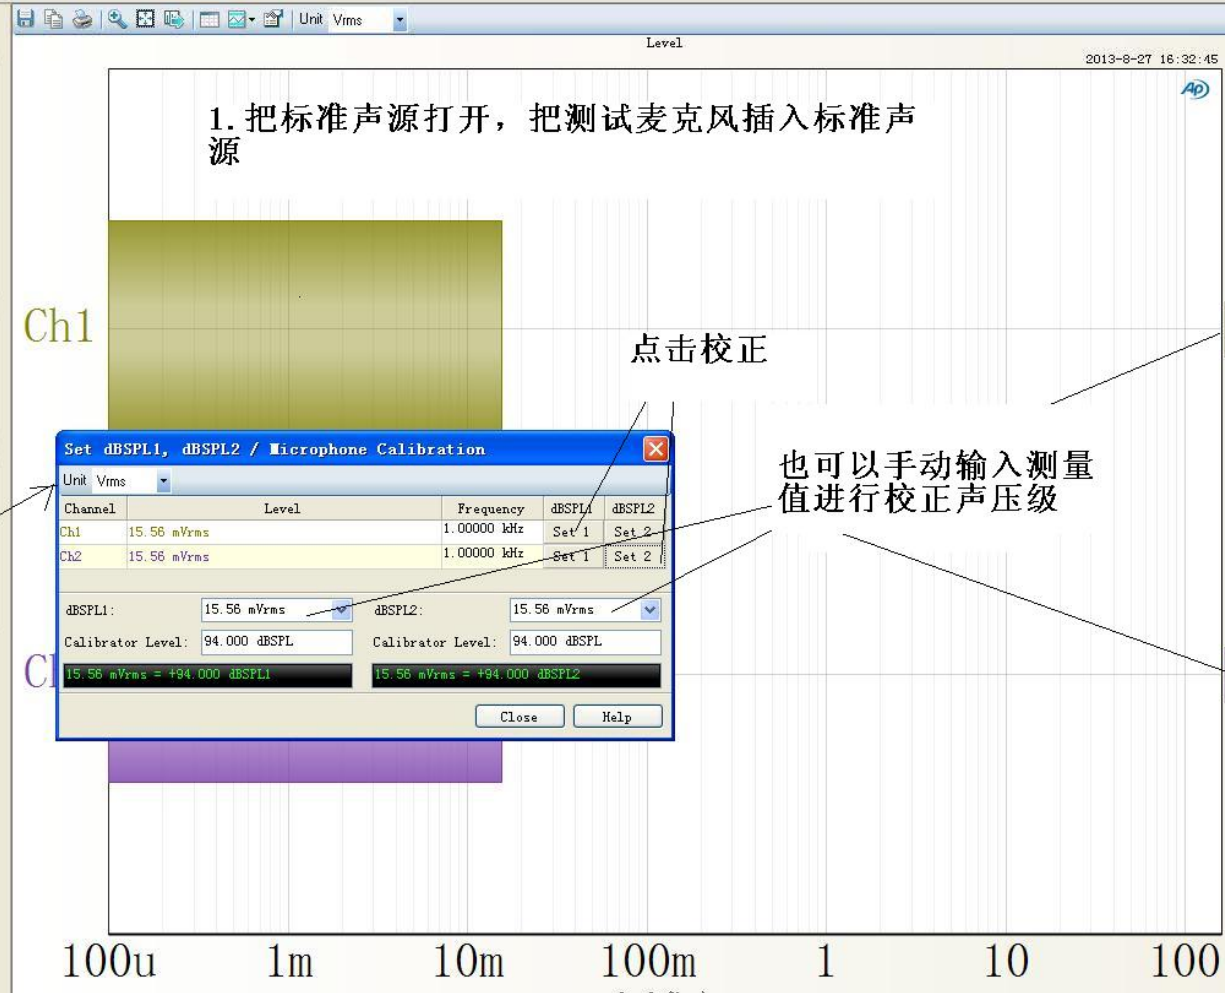 Unit Vrms
Level
2013-8-27 16:32:45
AP
1.把标准声源打开，把测试麦克风插入标准声
源
Ch1
点击校正
也可以手动输入测量
值进行校正声压级
Set dBSPL1, dBSPL2 / Microphone Calibration
Unit Vrms
Channel Level Frequency dBSPL1 dBSPL2
Ch1 15.56 mVrms 1.00000 kHz Set 1 Set 2
Ch2 15.56 mVrms 1.00000 kHz Set 1 Set 2
dBSPL1: 15.56 mVrms dBSPL2: 15.56 mVrms
Calibrator Level: 94.000 dBSPL Calibrator Level: 94.000 dBSPL
15.56 mVrms = +94.000 dBSPL1 15.56 mVrms = +94.000 dBSPL2
Close Help
100u 1m 10m 100m 1 10 100